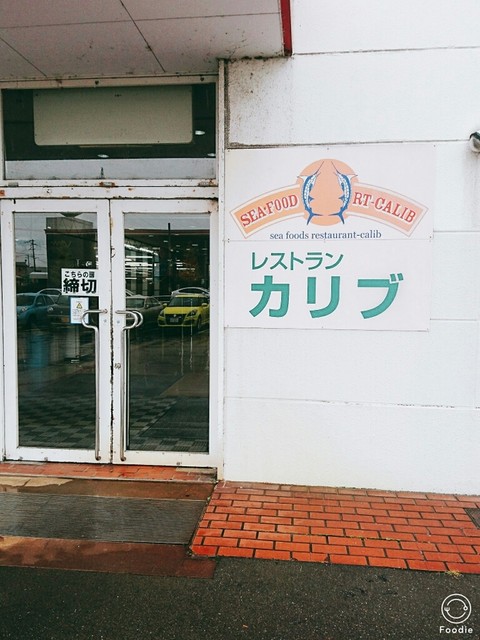 SEA・FOOD RT-CALIB
sea foods restaurant-calib
レストラン
カリブ
こちらの扉
締切
Foodie